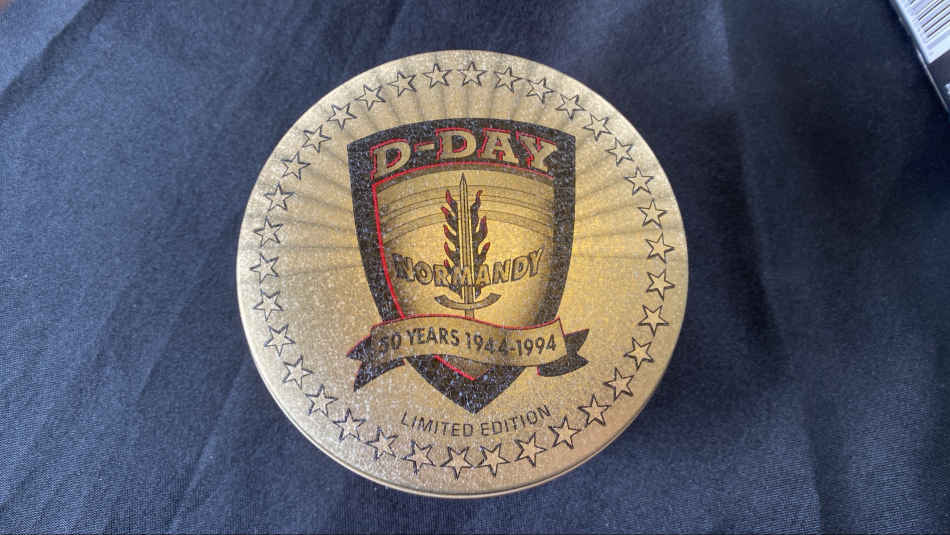 D-DAY
NORMANDY
50 YEARS 1944-1994
LIMITED EDITION